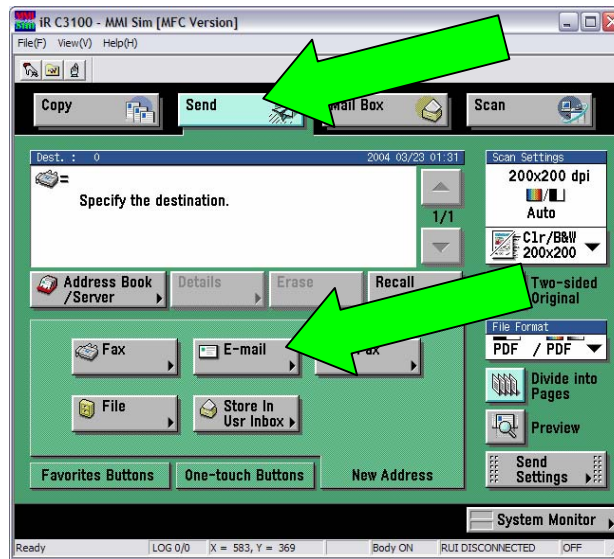 iR C3100 - MMI Sim [MFC Version]
File(F) View(V) Help(H)
Copy
Send
Mail Box
Scan
Dest. : 0
2004 03/23 01:31
Specify the destination.
1/1
Scan Settings
200x200 dpi
Auto
Clr/B&W
200x200
Address Book
/Server
Details
Erase
Recall
Two-sided
Original
Fax
E-mail
Fax
File Format
PDF / PDF
File
Store In
Usr Inbox
Divide into
Pages
Preview
Favorites Buttons
One-touch Buttons
New Address
Send
Settings
System Monitor
Ready
LOG 0/0
X = 583, Y = 369
Body ON
RUI DISCONNECTED
OFF